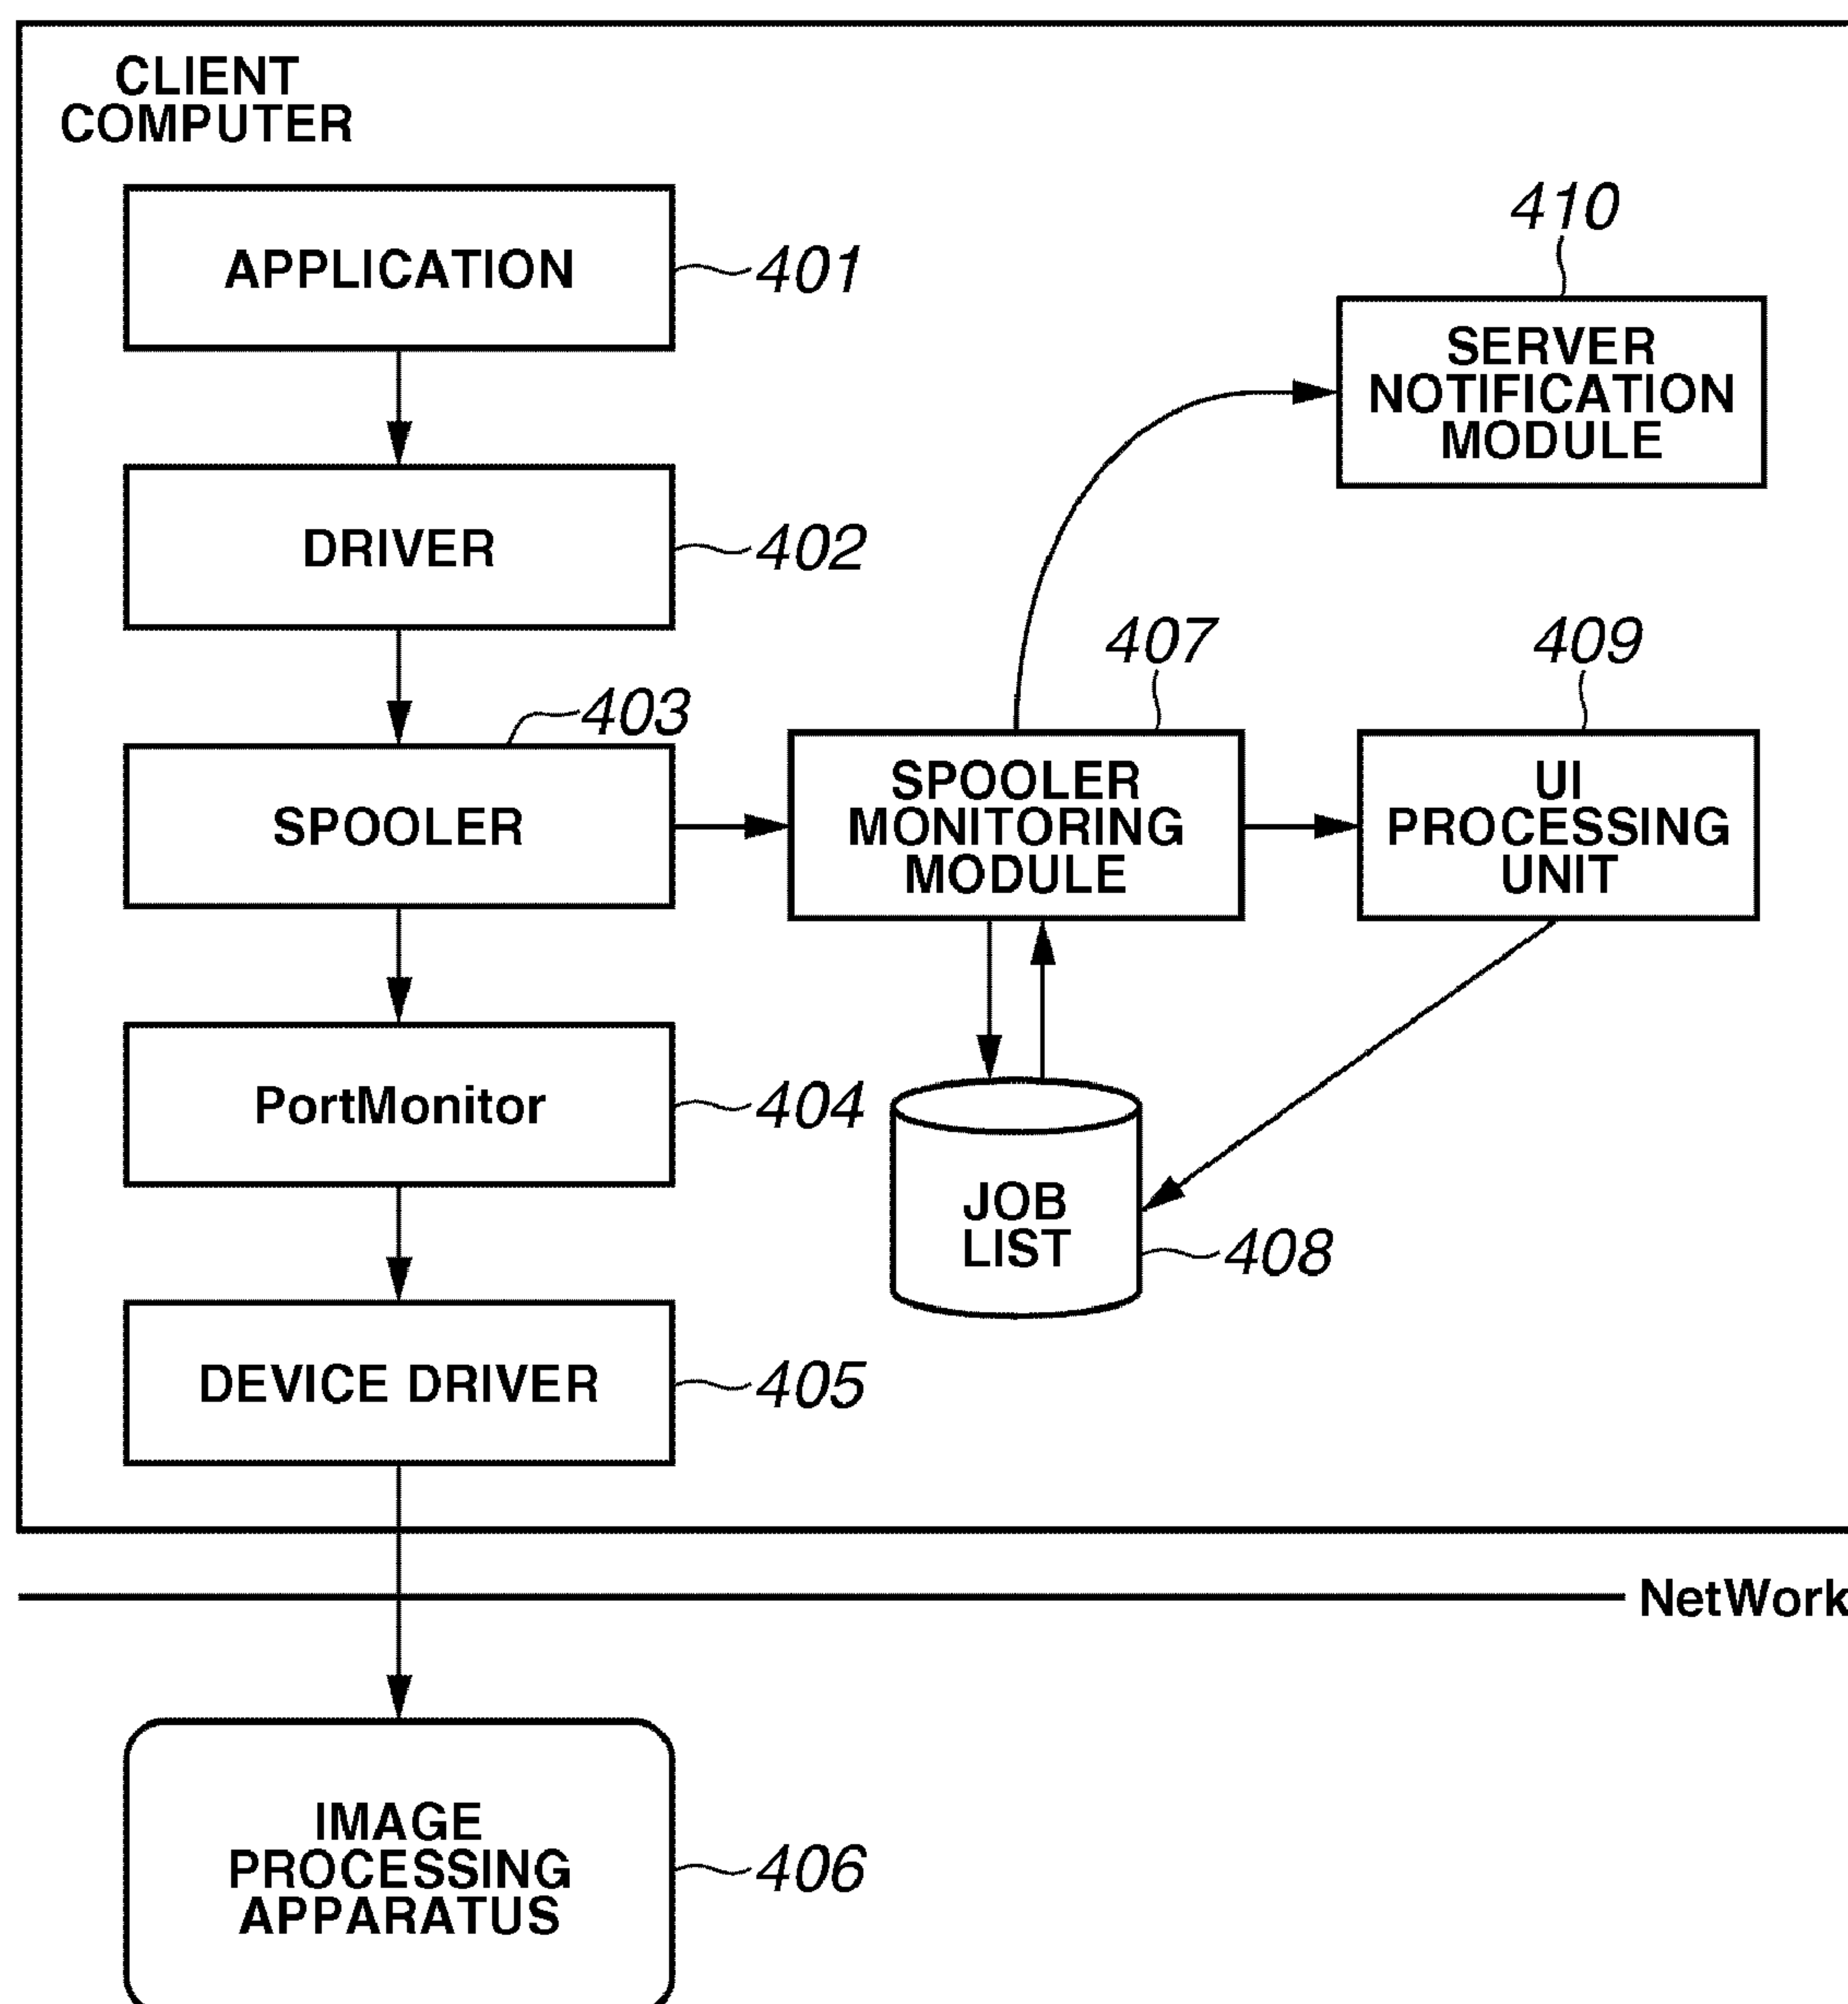 CLIENT
COMPUTER
APPLICATION
401
DRIVER
402
403
SPOOLER
PortMonitor
404
DEVICE DRIVER
405
410
SERVER
NOTIFICATION
MODULE
407
SPOOLER
MONITORING
MODULE
409
UI
PROCESSING
UNIT
JOB
LIST
408
NetWork
IMAGE
PROCESSING
APPARATUS
406